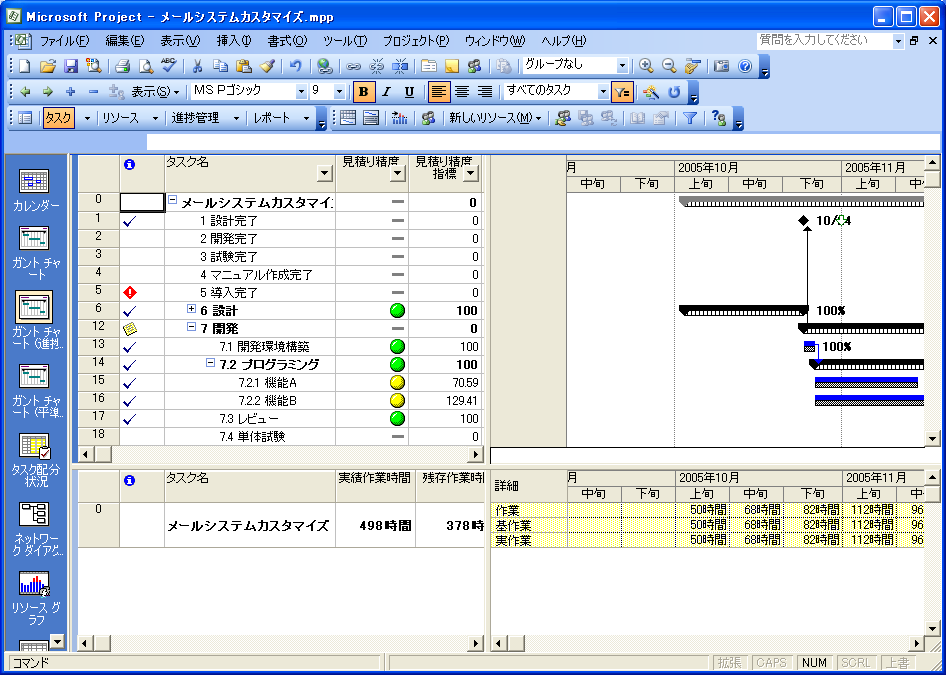 Microsoft Project - メールシステムカスタマイズ.mpp
ファイル(F) 編集(E) 表示(V) 挿入(I) 書式(O) ツール(T) プロジェクト(P) ウィンドウ(W) ヘルプ(H) 質問を入力してください
グループなし
表示(S) MS Pゴシック 9 B I U すべてのタスク
タスク リソース 進捗管理 レポート 新しいリソース(M)
カレンダー
ガント チャート
ガント チャート (進捗..
ガント チャート (平準..
タスク配分状況
ネットワーク ダイアグ..
リソース グラフ
タスク名 見積り精度 見積り精度指標
月 2005年10月 2005年11月
中旬 下旬 上旬 中旬 下旬 上旬 中
0 メールシステムカスタマイ: 0
1 1 設計完了 0 10/24
2 2 開発完了 0
3 3 試験完了 0
4 4 マニュアル作成完了 0
5 5 導入完了 0
6 6 設計 100 100%
12 7 開発 0
13 7.1 開発環境構築 100 100%
14 7.2 プログラミング 100
15 7.2.1 機能A 70.59
16 7.2.2 機能B 129.41
17 7.3 レビュー 100
18 7.4 単体試験 0
タスク名 実績作業時間 残存作業時間
詳細 月 2005年10月 2005年11月
中旬 下旬 上旬 中旬 下旬 上旬 中
0 メールシステムカスタマイズ 498時間 378時
作業 50時間 68時間 82時間 112時間 96
基作業 50時間 68時間 82時間 112時間 96
実作業 50時間 68時間 82時間 112時間 96
コマンド 拡張 CAPS NUM SCRL 上書